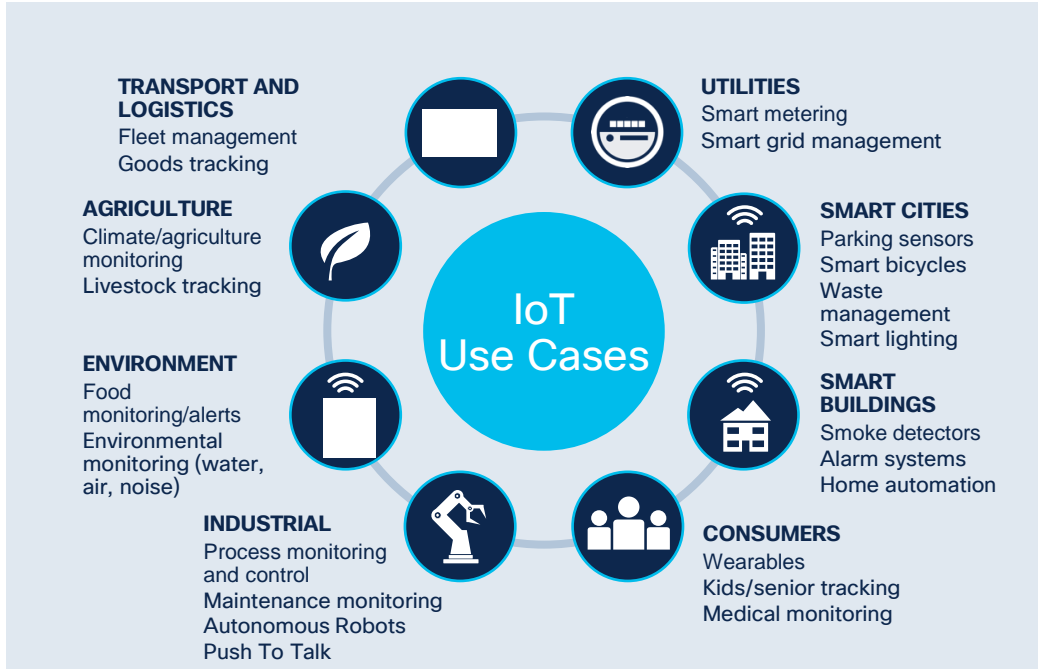 TRANSPORT AND
LOGISTICS
Fleet management
Goods tracking
UTILITIES
Smart metering
Smart grid management
AGRICULTURE
Climate/agriculture
monitoring
Livestock tracking
SMART CITIES
Parking sensors
Smart bicycles
Waste
management
Smart lighting
IoT
Use Cases
ENVIRONMENT
Food
monitoring/alerts
Environmental
monitoring (water,
air, noise)
SMART
BUILDINGS
Smoke detectors
Alarm systems
Home automation
INDUSTRIAL
Process monitoring
and control
Maintenance monitoring
Autonomous Robots
Push To Talk
CONSUMERS
Wearables
Kids/senior tracking
Medical monitoring